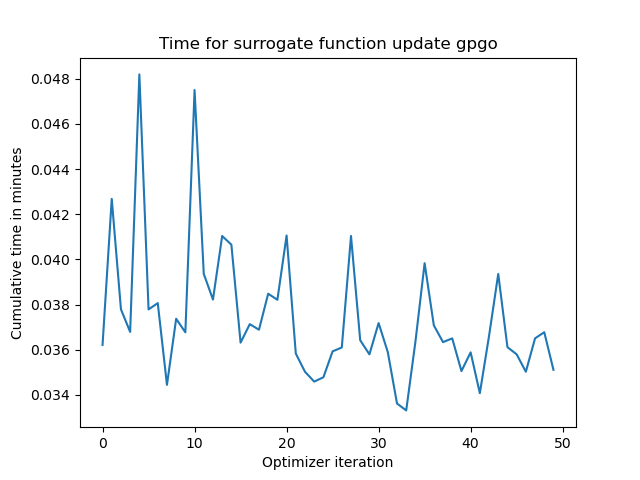 Time for surrogate function update gpgo
Cumulative time in minutes
0.048
0.046
0.044
0.042
0.040
0.038
0.036
0.034
0 10 20 30 40 50
Optimizer iteration